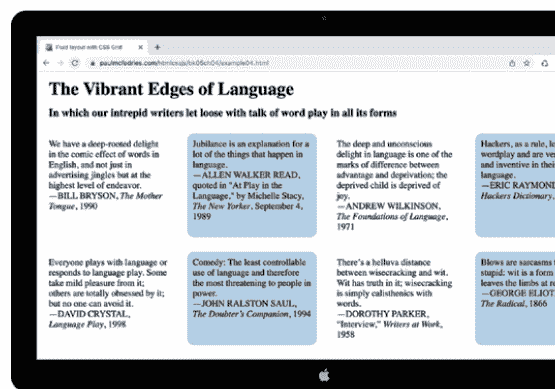 Fluid layout with CSS Grid
paulmcfedries.com/htmlcssjs/bk05ch04/example04.html
The Vibrant Edges of Language
In which our intrepid writers let loose with talk of word play in all its forms
We have a deep-rooted delight
in the comic effect of words in
English, and not just in
advertising jingles but at the
highest level of endeavor.
—BILL BRYSON, The Mother
Tongue, 1990
Jubilance is an explanation for a
lot of the things that happen in
language.
—ALLEN WALKER READ,
quoted in "At Play in the
Language," by Michelle Stacy,
The New Yorker, September 4,
1989
The deep and unconscious
delight in language is one of the
marks of difference between
advantage and deprivation; the
deprived child is deprived of
joy.
—ANDREW WILKINSON,
The Foundations of Language,
1971
Hackers, as a rule, lo
wordplay and are ve
and inventive in thei
language.
—ERIC RAYMOND
Hackers Dictionary,
Everyone plays with language or
responds to language play. Some
take mild pleasure from it;
others are totally obsessed by it;
but no one can avoid it.
—DAVID CRYSTAL,
Language Play, 1998
Comedy: The least controllable
use of language and therefore
the most threatening to people in
power.
—JOHN RALSTON SAUL,
The Doubter's Companion, 1994
There's a helluva distance
between wisecracking and wit.
Wit has truth in it; wisecracking
is simply calisthenics with
words.
—DOROTHY PARKER,
"Interview," Writers at Work,
1958
Blows are sarcasms
stupid: wit is a form
leaves the limbs at re
—GEORGE ELIOT
The Radical, 1866